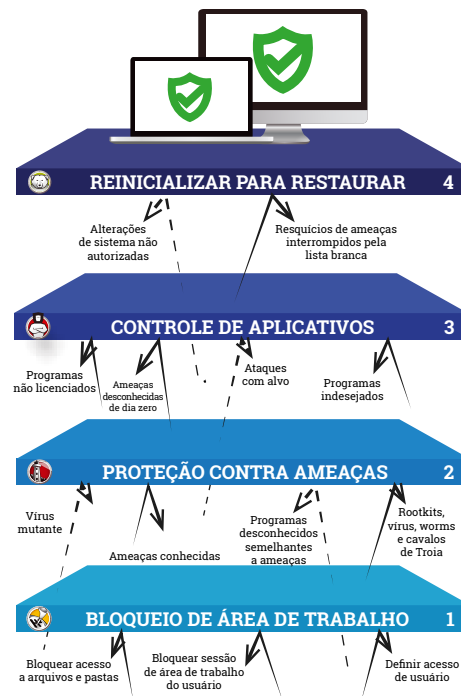 REINICIALIZAR PARA RESTAURAR 4
Alterações
de sistema não
autorizadas
Resquícios de ameaças
interrompidos pela
lista branca
CONTROLE DE APLICATIVOS 3
Programas
não licenciados
Ameaças
desconhecidas
de dia zero
Ataques
com alvo
Programas
indesejados
PROTEÇÃO CONTRA AMEAÇAS 2
Vírus
mutante
Ameaças conhecidas
Programas
desconhecidos
semelhantes
a ameaças
Rootkits,
vírus, worms
e cavalos
de Troia
BLOQUEIO DE ÁREA DE TRABALHO 1
Bloquear acesso
a arquivos e pastas
Bloquear sessão
de área de trabalho
do usuário
Definir acesso
de usuário